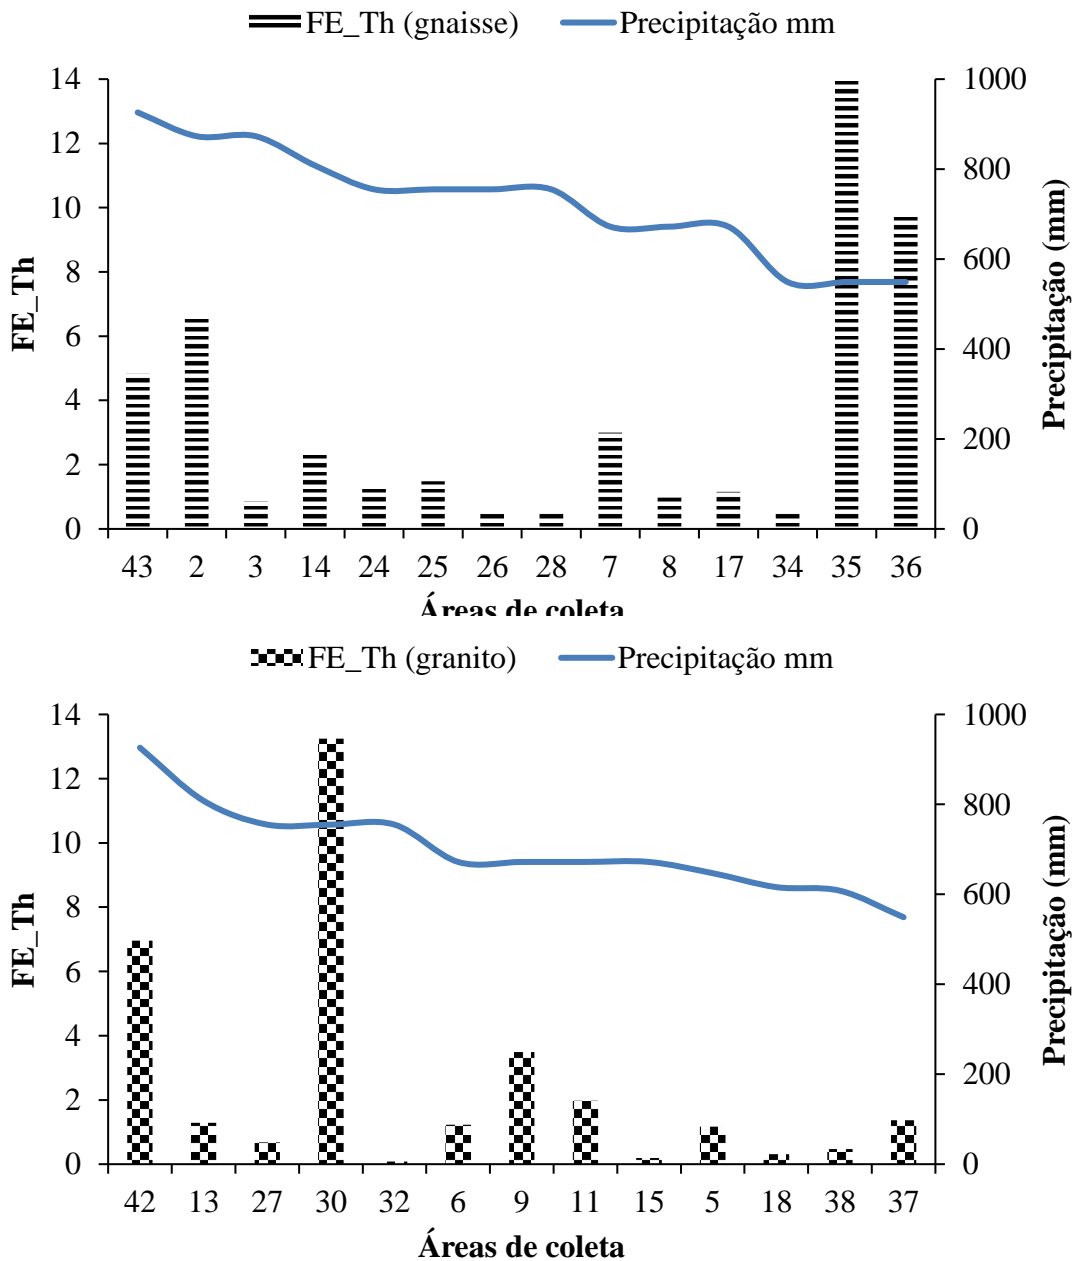 FE_Th (gnaisse) Precipitação mm
14 1000
12
800
10
600
8
6
400
4
200
2
0 0
FE_Th
Precipitação (mm)
43 2 3 14 24 25 26 28 7 8 17 34 35 36
Áreas de coleta
FE_Th (granito) Precipitação mm
14 1000
12
800
10
600
8
6
400
4
200
2
0 0
FE_Th
Precipitação (mm)
42 13 27 30 32 6 9 11 15 5 18 38 37
Áreas de coleta